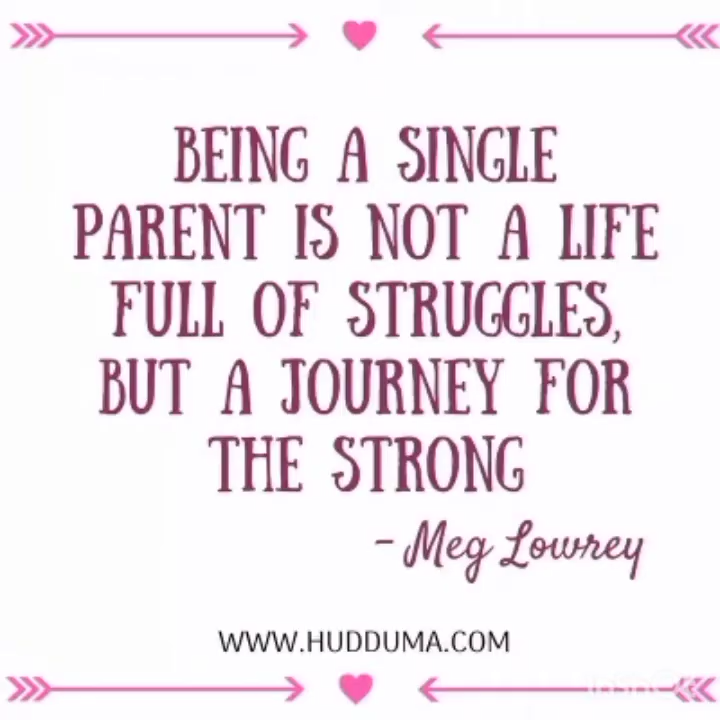 BEING A SINGLE
PARENT IS NOT A LIFE
FULL OF STRUGGLES,
BUT A JOURNEY FOR
THE STRONG
- Meg Lowrey
WWW.HUDDUMA.COM